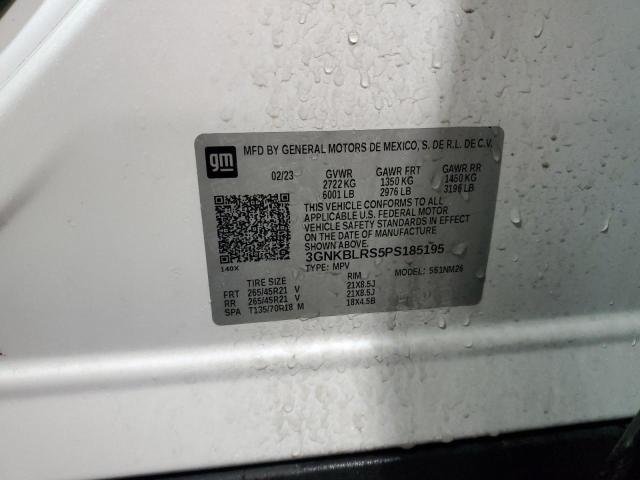 gm
MFD BY GENERAL MOTORS DE MEXICO, S. DE R.L. DE C.V.
02/23 GVWR GAWR FRT GAWR RR
2722 KG 1350 KG 1450 KG
6001 LB 2976 LB 3196 LB
THIS VEHICLE CONFORMS TO ALL
APPLICABLE U.S. FEDERAL MOTOR
VEHICLE SAFETY STANDARDS IN EFFECT
ON THE DATE OF MANUFACTURE
SHOWN ABOVE.
3GNKBLRS5PS185195
140X TYPE: MPV MODEL: 5S1NM26
TIRE SIZE RIM
FRT 265/45R21 V 21X8.5J
RR 265/45R21 V 21X8.5J
SPA T135/70R18 M 18X4.5B